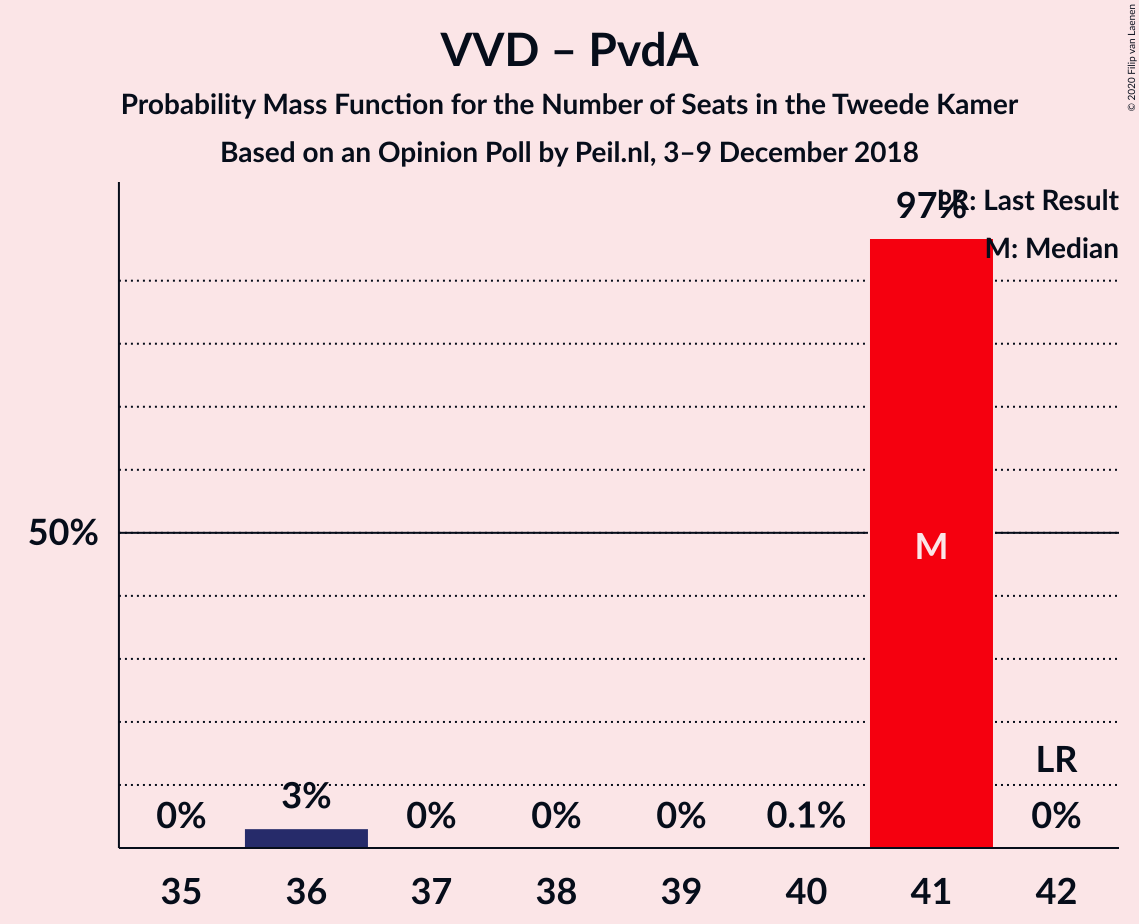 VVD – PvdA
Probability Mass Function for the Number of Seats in the Tweede Kamer
Based on an Opinion Poll by Peil.nl, 3–9 December 2018
© 2020 Filip van Laenen
LR: Last Result
M: Median
97%
50%
M
LR
0% 3% 0% 0% 0% 0.1% 0%
35 36 37 38 39 40 41 42